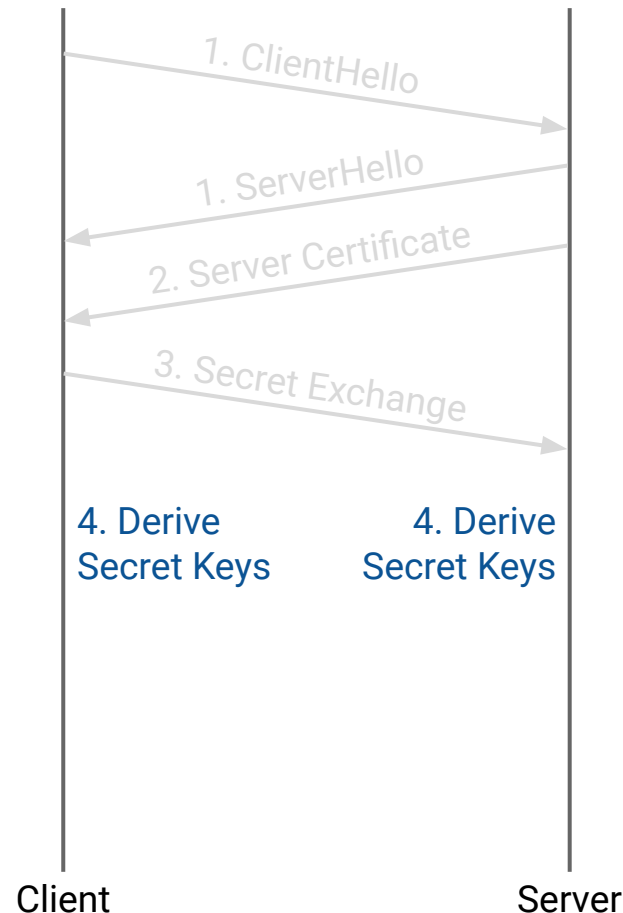 1. ClientHello
1. ServerHello
2. Server Certificate
3. Secret Exchange
4. Derive
Secret Keys
4. Derive
Secret Keys
Client
Server